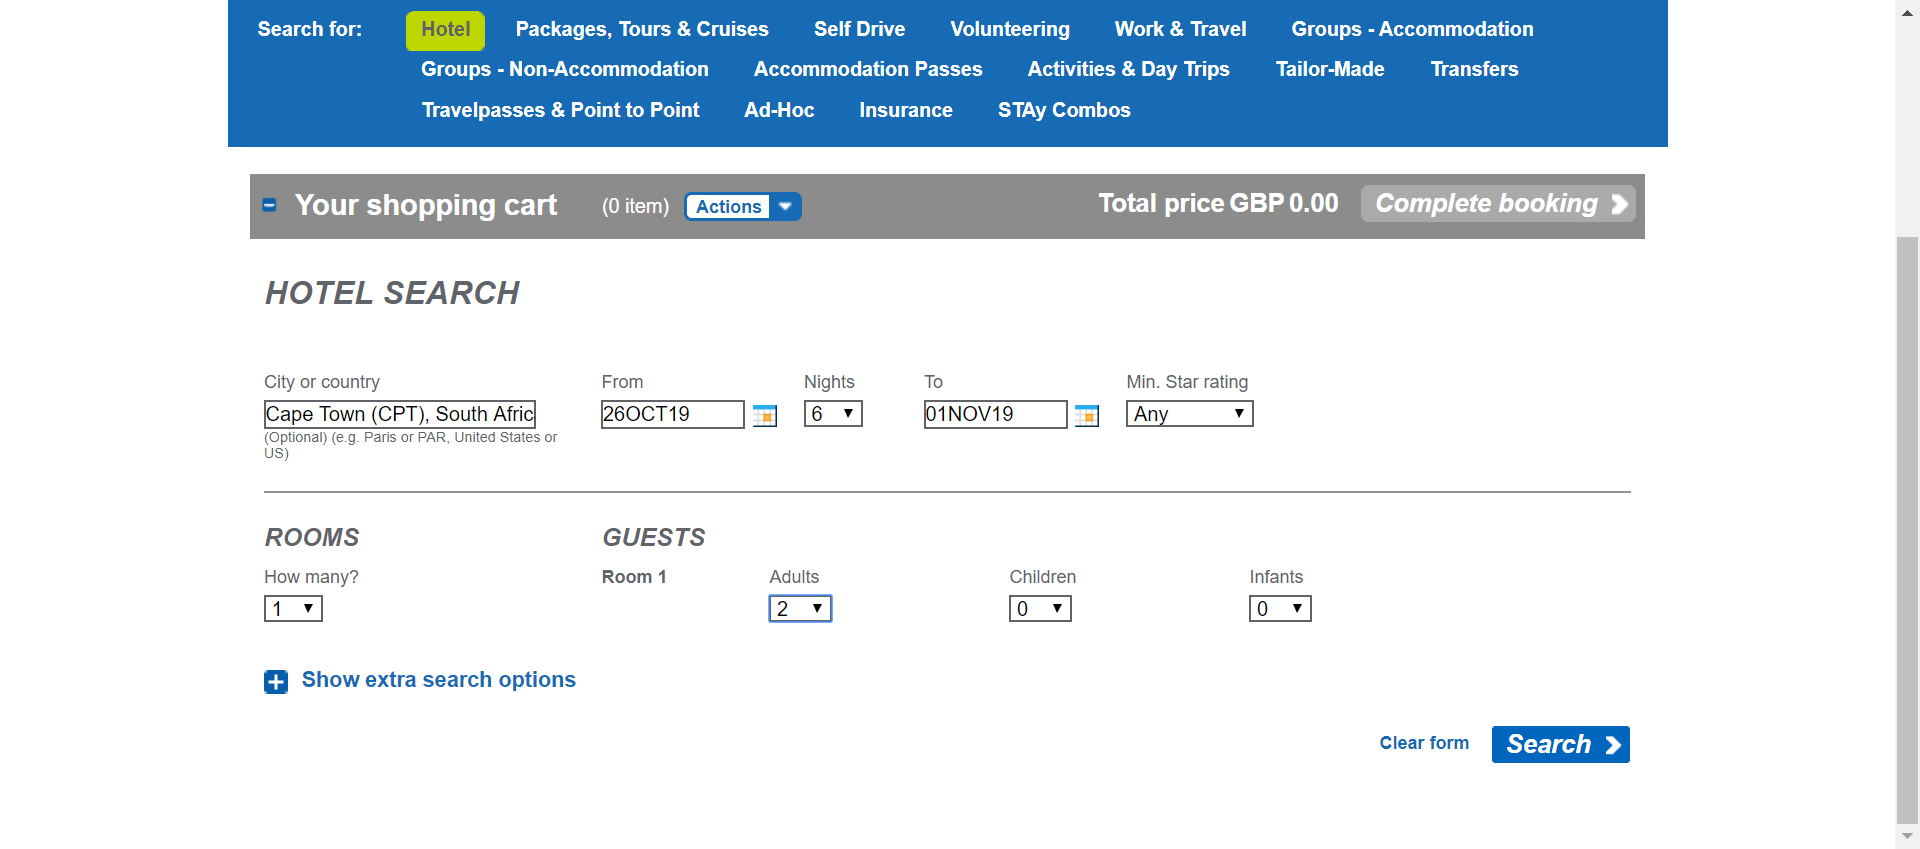 Search for: Hotel Packages, Tours & Cruises Self Drive Volunteering Work & Travel Groups - Accommodation
Groups - Non-Accommodation Accommodation Passes Activities & Day Trips Tailor-Made Transfers
Travelpasses & Point to Point Ad-Hoc Insurance STAy Combos
Your shopping cart (0 item) Actions Total price GBP 0.00 Complete booking
HOTEL SEARCH
City or country From Nights To Min. Star rating
Cape Town (CPT), South Afric 26OCT19 6 01NOV19 Any
(Optional) (e.g. Paris or PAR, United States or
US)
ROOMS GUESTS
How many? Room 1 Adults Children Infants
1 2 0 0
Show extra search options
Clear form Search